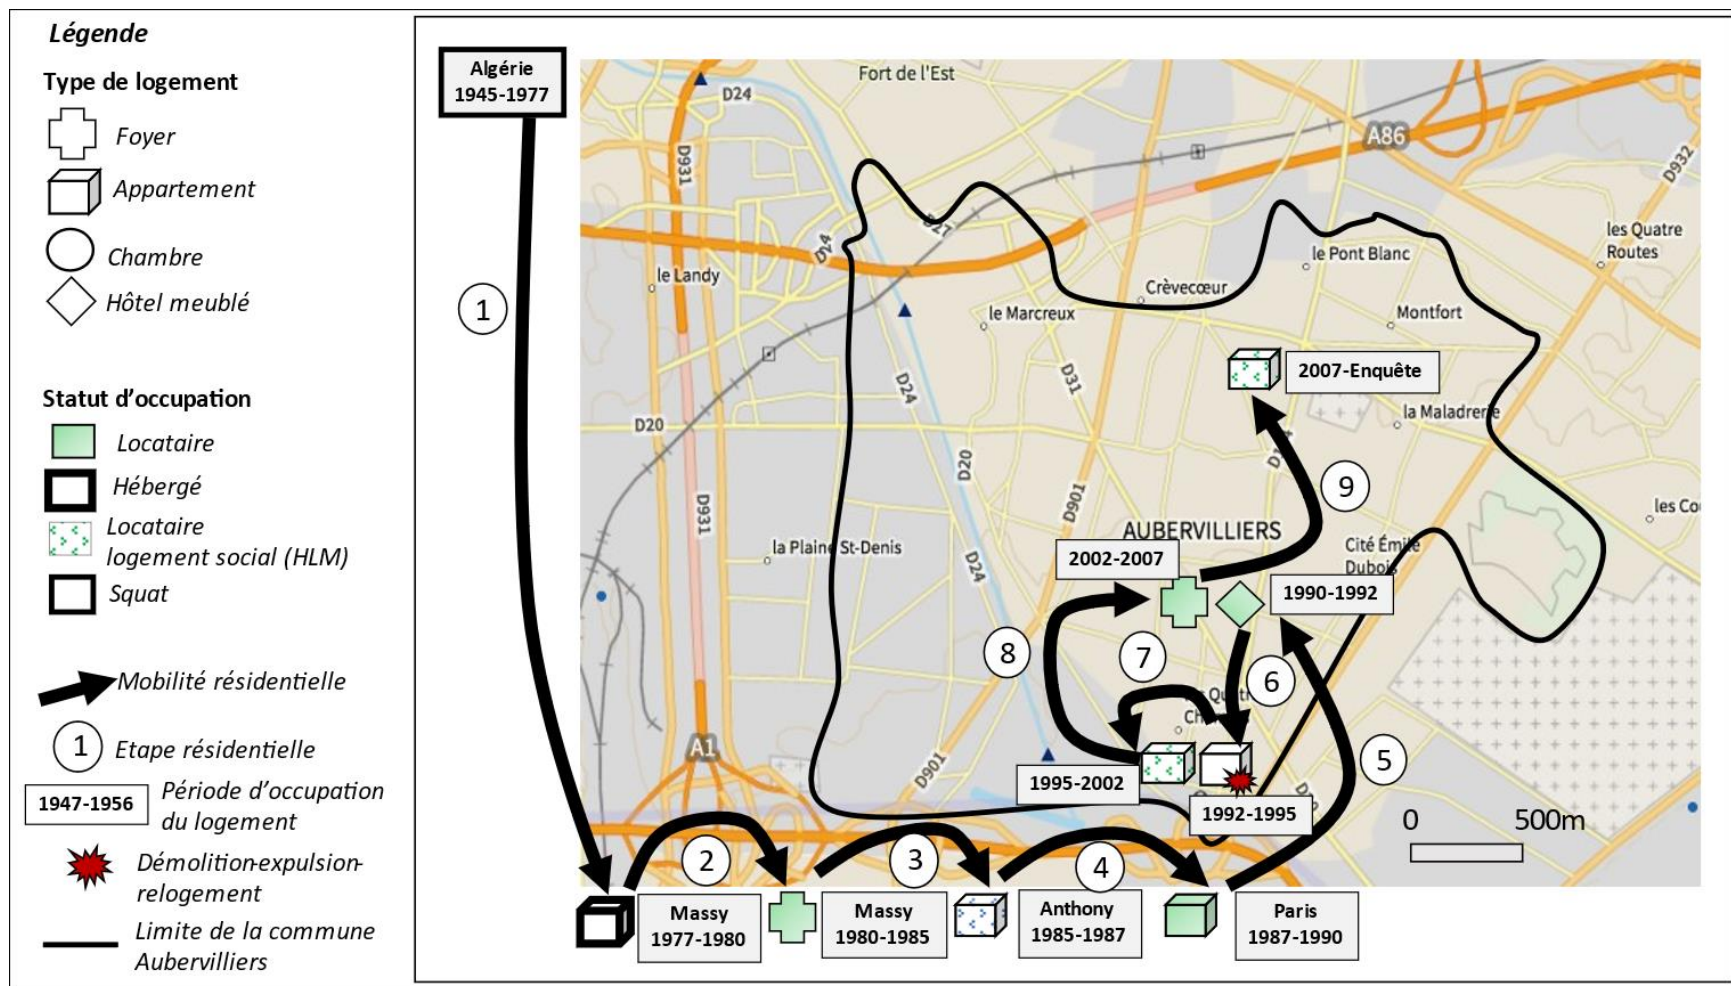 Légende
Type de logement
Foyer
Appartement
Chambre
Hôtel meublé
Statut d'occupation
Locataire
Hébergé
Locataire
logement social (HLM)
Squat
Mobilité résidentielle
1
Etape résidentielle
1947-1956
Période d'occupation
du logement
Démolition-expulsion-
relogement
Limite de la commune
Aubervilliers
Algérie
1945-1977
Fort de l'Est
D24
D931
A86
D932
D27
D24
les Quatre
Routes
le Pont Blanc
le Landy
Crèvecœur
1
le Marcreux
Montfort
2007-Enquête
D31
D24
la Maladrerie
D20
D20
9
D901
D931
AUBERVILLIERS
la Plaine St-Denis
Cité Émile
Dubois
2002-2007
D24
1990-1992
8
7
6
A1
D901
5
1995-2002
1992-1995
0
500m
2
3
4
Massy
1977-1980
Massy
1980-1985
Anthony
1985-1987
Paris
1987-1990